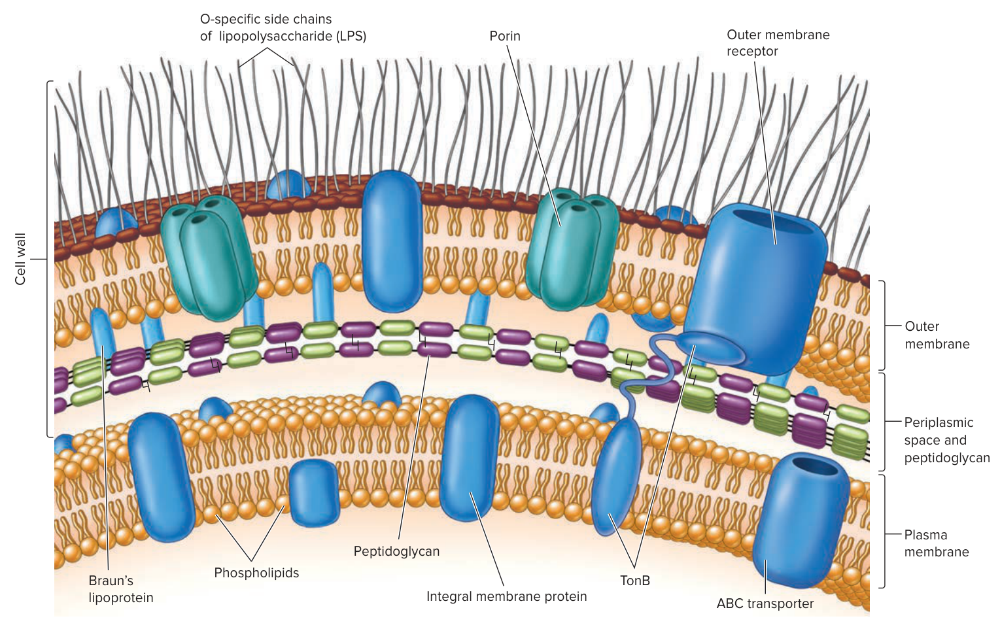 O-specific side chains
of lipopolysaccharide (LPS)
Porin
Outer membrane
receptor
Cell wall
Outer
membrane
Periplasmic
space and
peptidoglycan
Plasma
membrane
Braun’s
lipoprotein
Phospholipids
Peptidoglycan
Integral membrane protein
TonB
ABC transporter